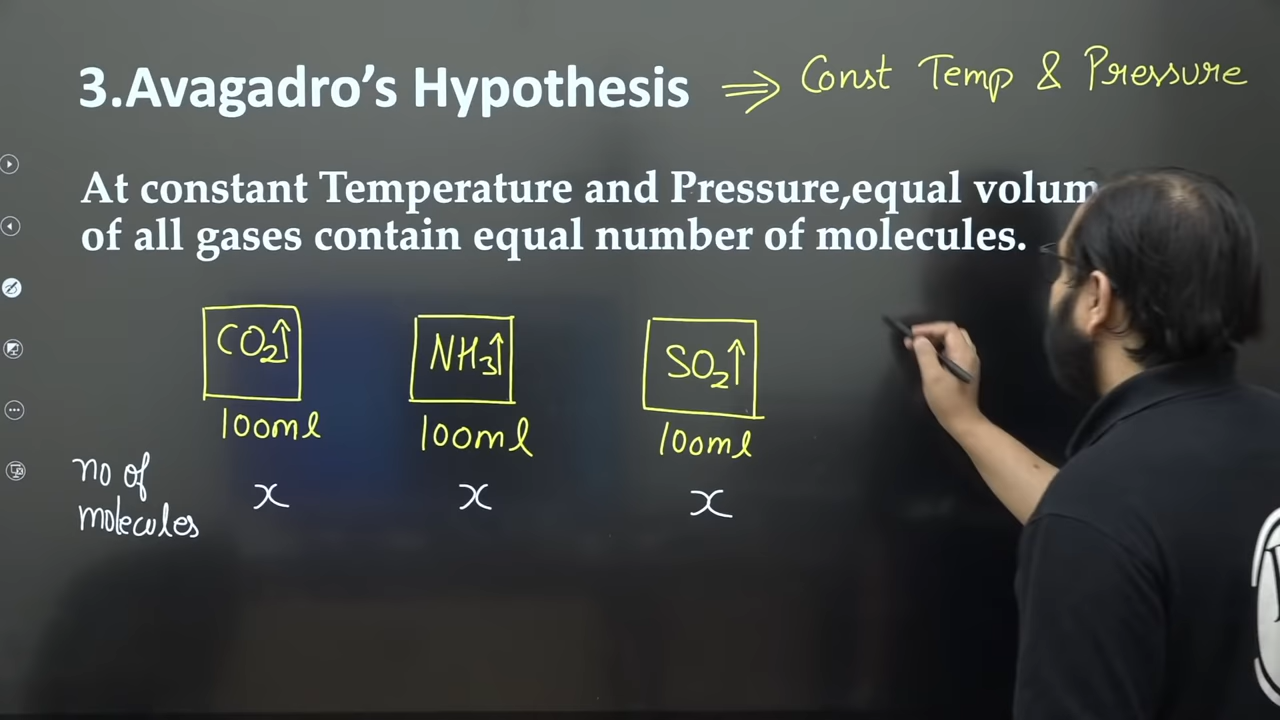 3.Avagadro's Hypothesis ⇒ Const Temp & Pressure
At constant Temperature and Pressure,equal volum
of all gases contain equal number of molecules.
CO₂↑ NH₃↑ SO₂↑
100ml 100ml 100ml
no of
molecules x x x